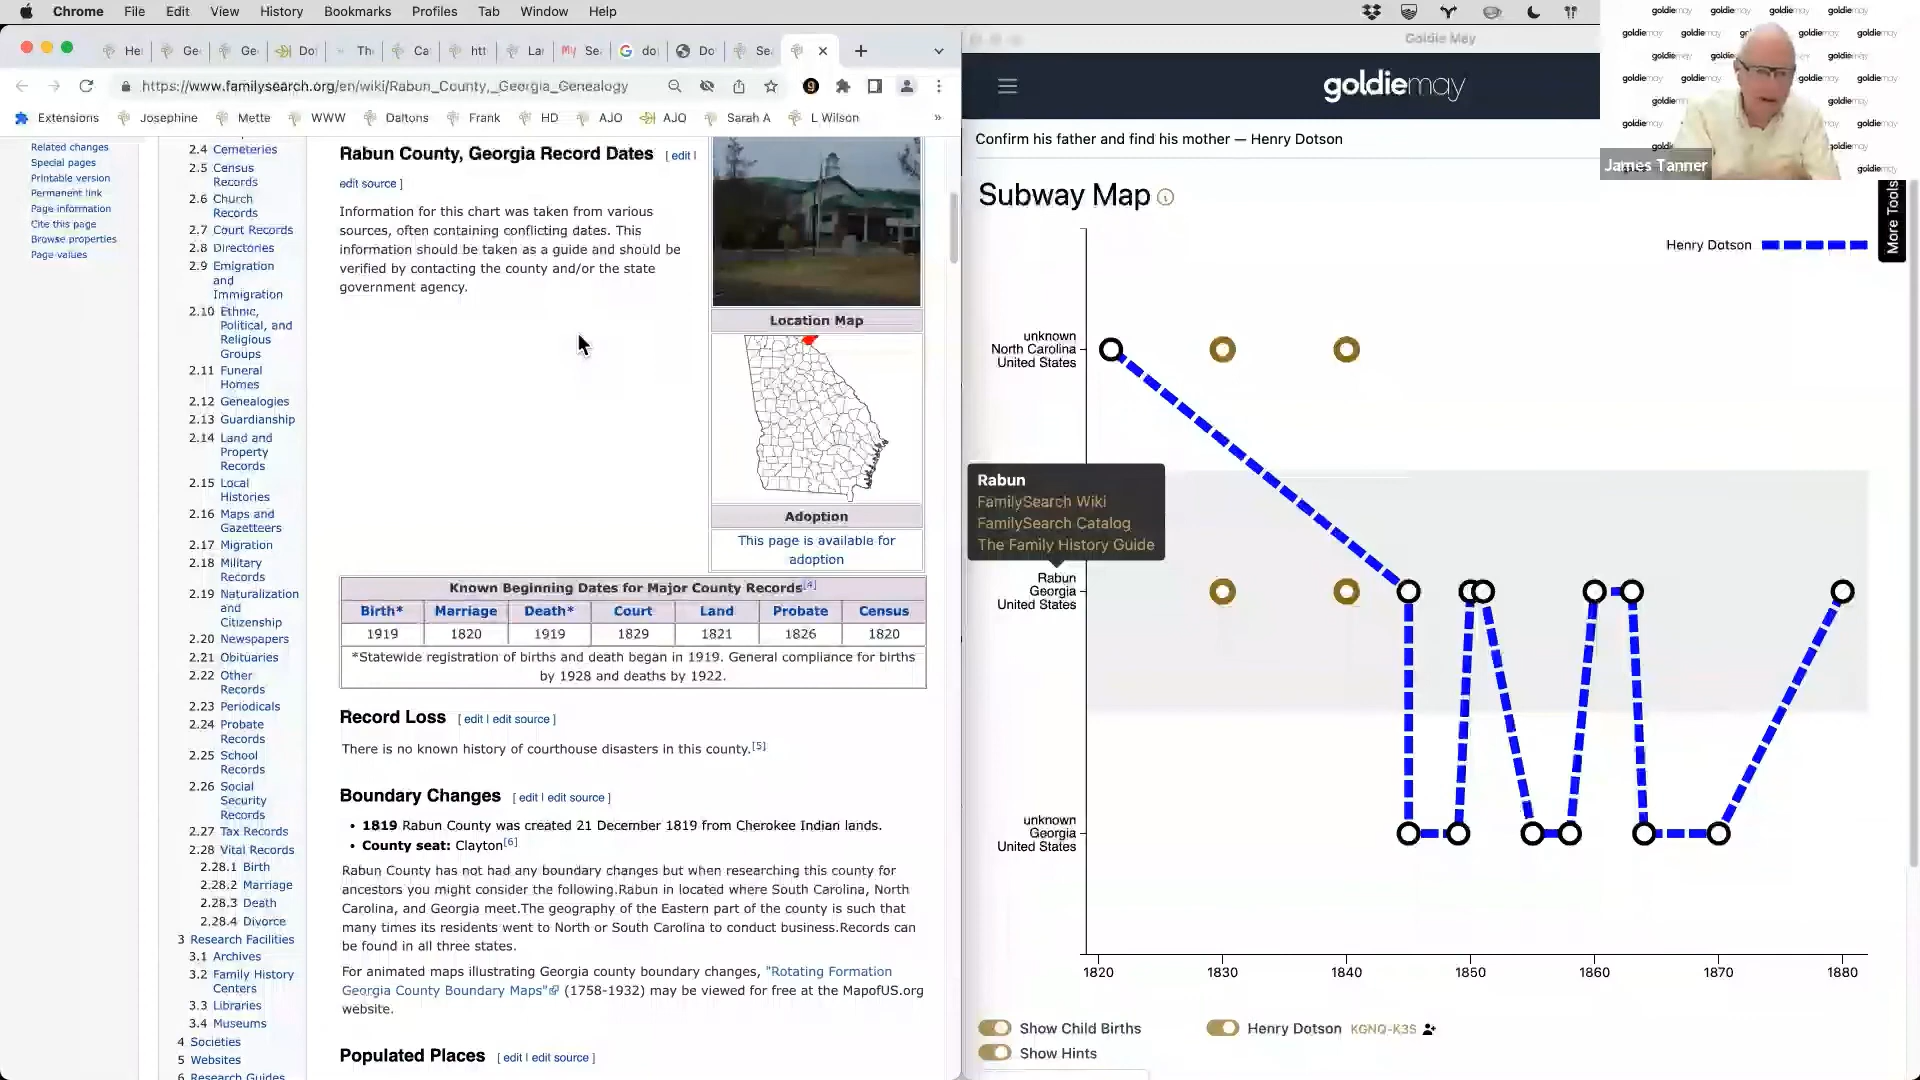 Chrome File Edit View History Bookmarks Profiles Tab Window Help
He Ge Ge Do Th Ca htt La My Se do Do Se
https://www.familysearch.org/en/wiki/Rabun_County,_Georgia_Genealogy
Extensions Josephine Mette WWW Daltons Frank HD AJO AJO Sarah A L Wilson »
Related changes
Special pages
Printable version
Permanent link
Page information
Cite this page
Browse properties
Page values
2.4 Cemeteries
2.5 Census
Records
2.6 Church
Records
2.7 Court Records
2.8 Directories
2.9 Emigration
and
Immigration
2.10 Ethnic,
Political, and
Religious
Groups
2.11 Funeral
Homes
2.12 Genealogies
2.13 Guardianship
2.14 Land and
Property
Records
2.15 Local
Histories
2.16 Maps and
Gazetteers
2.17 Migration
2.18 Military
Records
2.19 Naturalization
and
Citizenship
2.20 Newspapers
2.21 Obituaries
2.22 Other
Records
2.23 Periodicals
2.24 Probate
Records
2.25 School
Records
2.26 Social
Security
Records
2.27 Tax Records
2.28 Vital Records
2.28.1 Birth
2.28.2 Marriage
2.28.3 Death
2.28.4 Divorce
3 Research Facilities
3.1 Archives
3.2 Family History
Centers
3.3 Libraries
3.4 Museums
4 Societies
5 Websites
6 Research Guides
Rabun County, Georgia Record Dates [ edit |
edit source ]
Information for this chart was taken from various
sources, often containing conflicting dates. This
information should be taken as a guide and should be
verified by contacting the county and/or the state
government agency.
Location Map
Adoption
This page is available for
adoption
Known Beginning Dates for Major County Records[4]
Birth* Marriage Death* Court Land Probate Census
1919 1820 1919 1829 1821 1826 1820
*Statewide registration of births and death began in 1919. General compliance for births
by 1928 and deaths by 1922.
Record Loss [ edit | edit source ]
There is no known history of courthouse disasters in this county.[5]
Boundary Changes [ edit | edit source ]
• 1819 Rabun County was created 21 December 1819 from Cherokee Indian lands.
• County seat: Clayton[6]
Rabun County has not had any boundary changes but when researching this county for
ancestors you might consider the following.Rabun in located where South Carolina, North
Carolina, and Georgia meet.The geography of the Eastern part of the county is such that
many times its residents went to North or South Carolina to conduct business.Records can
be found in all three states.
For animated maps illustrating Georgia county boundary changes, "Rotating Formation
Georgia County Boundary Maps" (1758-1932) may be viewed for free at the MapofUS.org
website.
Populated Places [ edit | edit source ]
Goldie May
goldiemay
Confirm his father and find his mother — Henry Dotson
Subway Map
Henry Dotson
More Tools
unknown
North Carolina
United States
Rabun
FamilySearch Wiki
FamilySearch Catalog
The Family History Guide
Rabun
Georgia
United States
unknown
Georgia
United States
1820 1830 1840 1850 1860 1870 1880
Show Child Births Henry Dotson KGNQ-K3S
Show Hints
goldiemay goldiemay goldiemay goldiemay
James Tanner